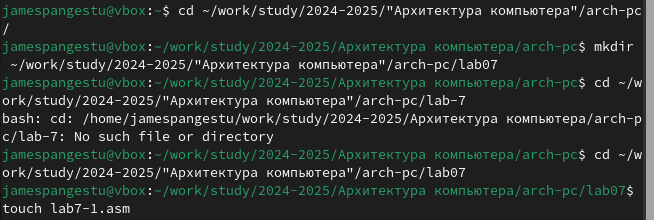 jamespangestu@vbox:~$ cd ~/work/study/2024-2025/"Архитектура компьютера"/arch-pc
/
jamespangestu@vbox:~/work/study/2024-2025/Архитектура компьютера/arch-pc$ mkdir
 ~/work/study/2024-2025/"Архитектура компьютера"/arch-pc/lab07
jamespangestu@vbox:~/work/study/2024-2025/Архитектура компьютера/arch-pc$ cd ~/w
ork/study/2024-2025/"Архитектура компьютера"/arch-pc/lab-7
bash: cd: /home/jamespangestu/work/study/2024-2025/Архитектура компьютера/arch-p
c/lab-7: No such file or directory
jamespangestu@vbox:~/work/study/2024-2025/Архитектура компьютера/arch-pc$ cd ~/w
ork/study/2024-2025/"Архитектура компьютера"/arch-pc/lab07
jamespangestu@vbox:~/work/study/2024-2025/Архитектура компьютера/arch-pc/lab07$
touch lab7-1.asm